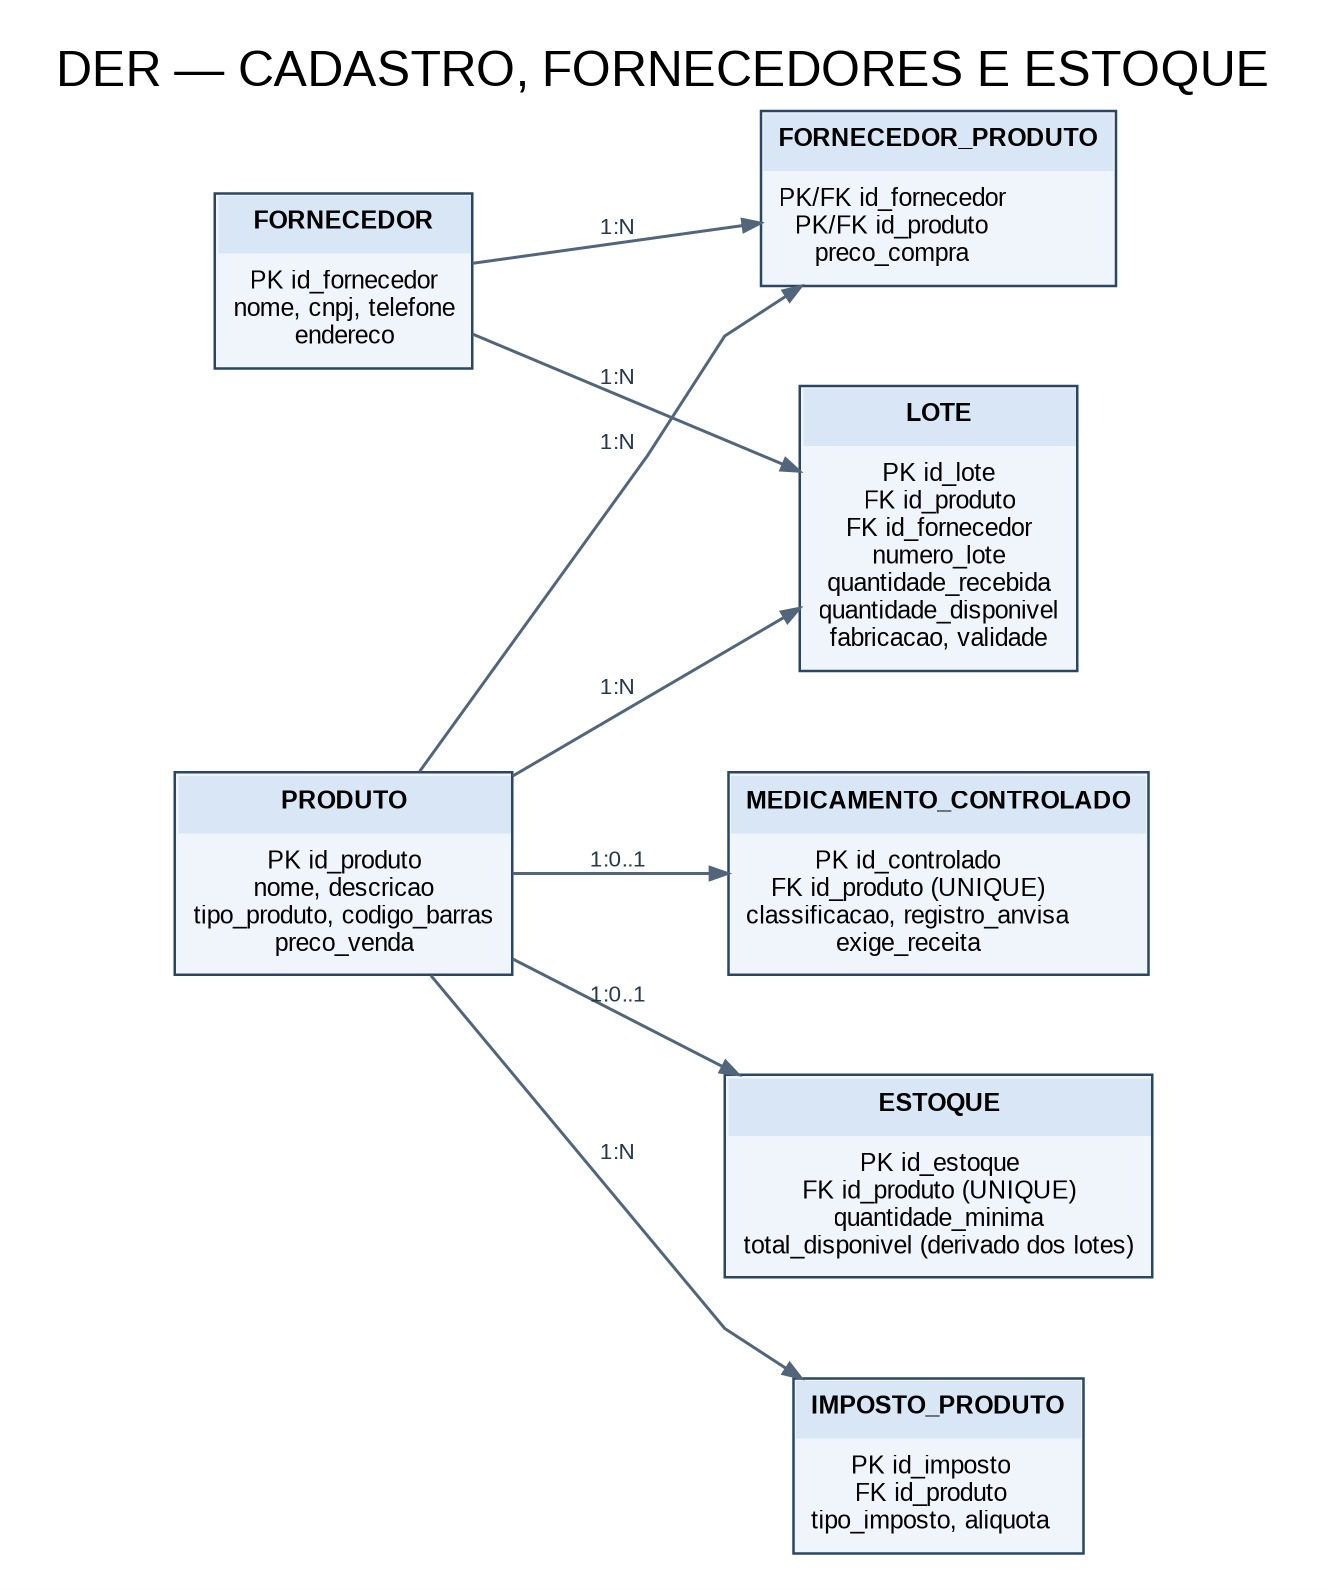 DER — CADASTRO, FORNECEDORES E ESTOQUE
FORNECEDOR_PRODUTO
PK/FK id_fornecedor
PK/FK id_produto
preco_compra
FORNECEDOR
PK id_fornecedor
nome, cnpj, telefone
endereco
1:N
1:N
1:N
LOTE
PK id_lote
FK id_produto
FK id_fornecedor
numero_lote
quantidade_recebida
quantidade_disponivel
fabricacao, validade
1:N
PRODUTO
PK id_produto
nome, descricao
tipo_produto, codigo_barras
preco_venda
1:0..1
MEDICAMENTO_CONTROLADO
PK id_controlado
FK id_produto (UNIQUE)
classificacao, registro_anvisa
exige_receita
1:0..1
ESTOQUE
PK id_estoque
FK id_produto (UNIQUE)
quantidade_minima
total_disponivel (derivado dos lotes)
1:N
IMPOSTO_PRODUTO
PK id_imposto
FK id_produto
tipo_imposto, aliquota